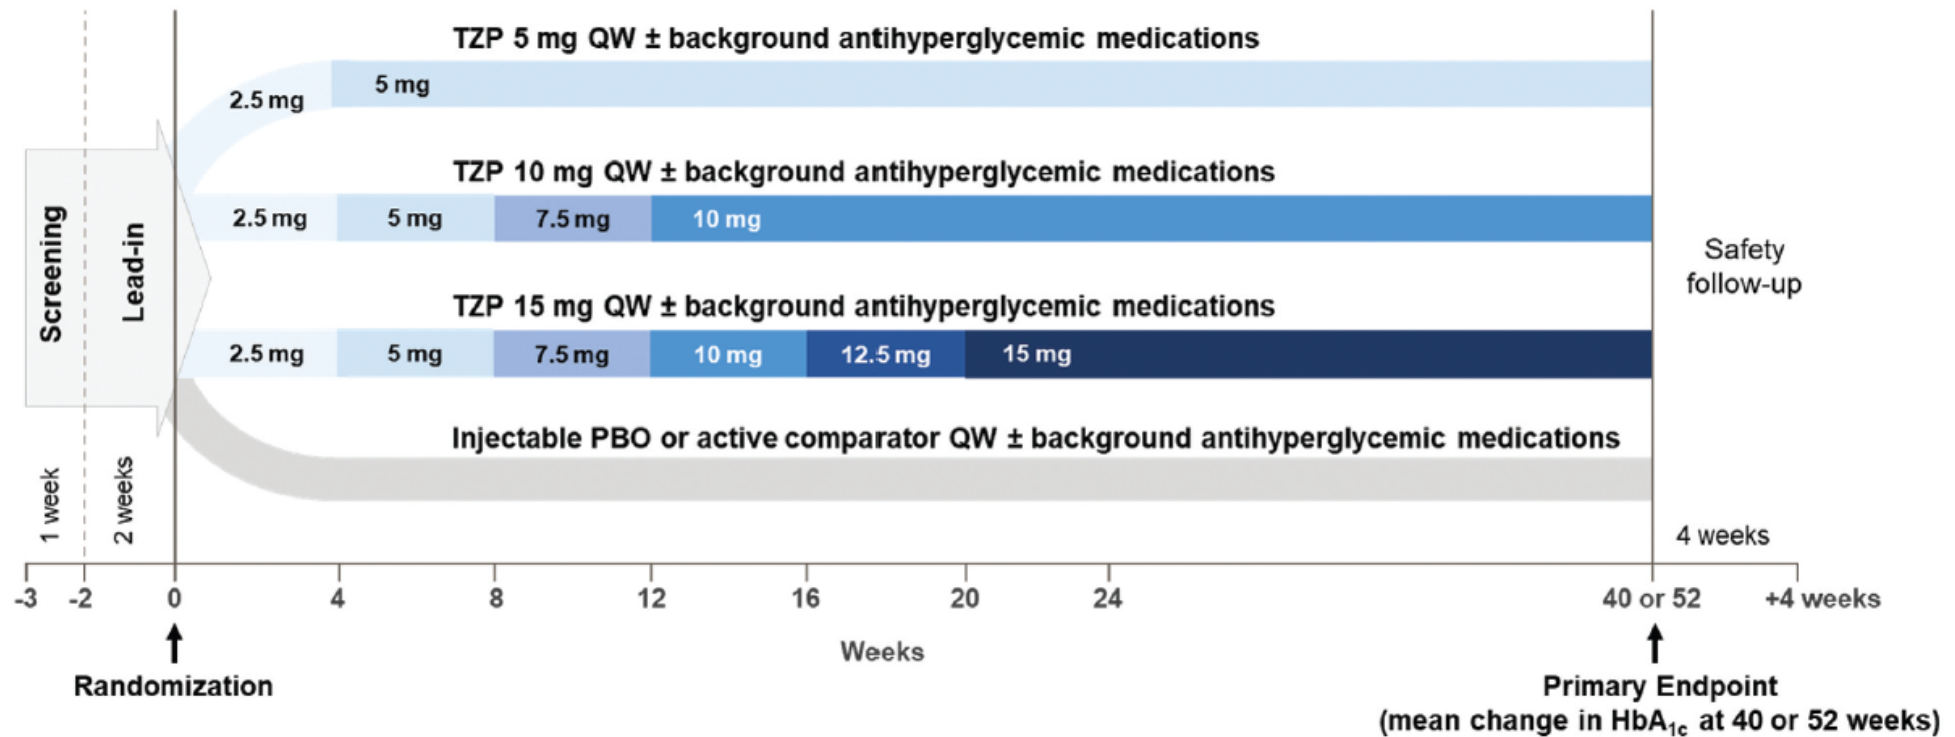 TZP 5 mg QW ± background antihyperglycemic medications
2.5 mg
5 mg
TZP 10 mg QW ± background antihyperglycemic medications
2.5 mg 5 mg 7.5 mg 10 mg
TZP 15 mg QW ± background antihyperglycemic medications
2.5 mg 5 mg 7.5 mg 10 mg 12.5 mg 15 mg
Injectable PBO or active comparator QW ± background antihyperglycemic medications
Screening
Lead-in
Safety
follow-up
1 week
2 weeks
4 weeks
-3 -2 0 4 8 12 16 20 24 40 or 52 +4 weeks
Weeks
Randomization
Primary Endpoint
(mean change in HbA1c at 40 or 52 weeks)